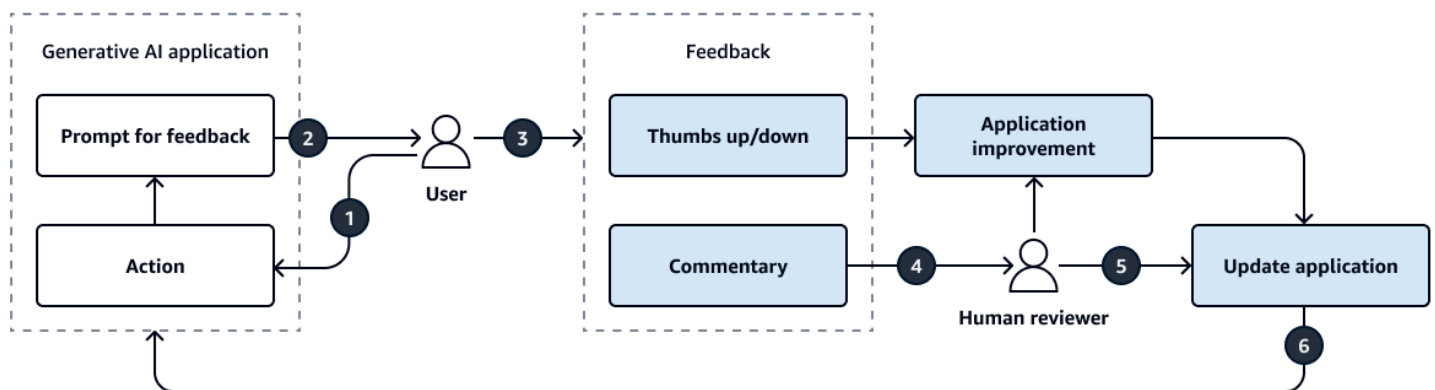 Generative AI application
Feedback
Prompt for feedback
2
3
Thumbs up/down
Application
improvement
User
1
Action
Commentary
4
5
Update application
Human reviewer
6